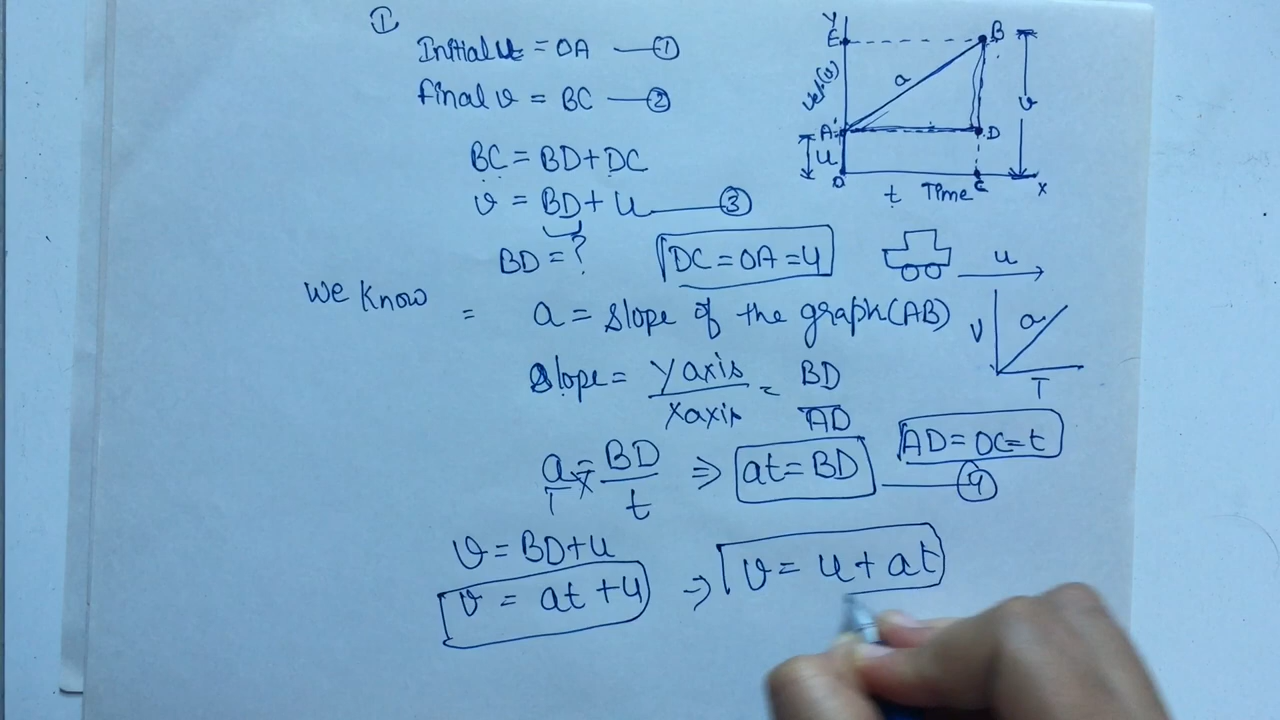 ①
Initial u = OA —①
final v = BC —②
BC = BD + DC
v = BD + u —③
BD = ?
DC = OA = u
We Know = a = slope of the graph (AB)
Slope = Y axis / X axis = BD / AD
AD = OC = t
a/1 = BD/t ⇒ at = BD —④
v = BD + u
v = at + u ⇒ v = u + at
Y
E
B
a
A
D
u
v
O
t Time
C
X
u
V
a
T